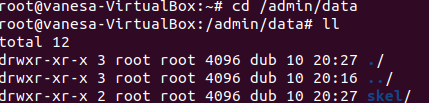 root@vanesa-VirtualBox:~# cd /admin/data
root@vanesa-VirtualBox:/admin/data# ll
total 12
drwxr-xr-x 3 root root 4096 dub 10 20:27 ./
drwxr-xr-x 3 root root 4096 dub 10 20:16 ../
drwxr-xr-x 2 root root 4096 dub 10 20:27 skel/